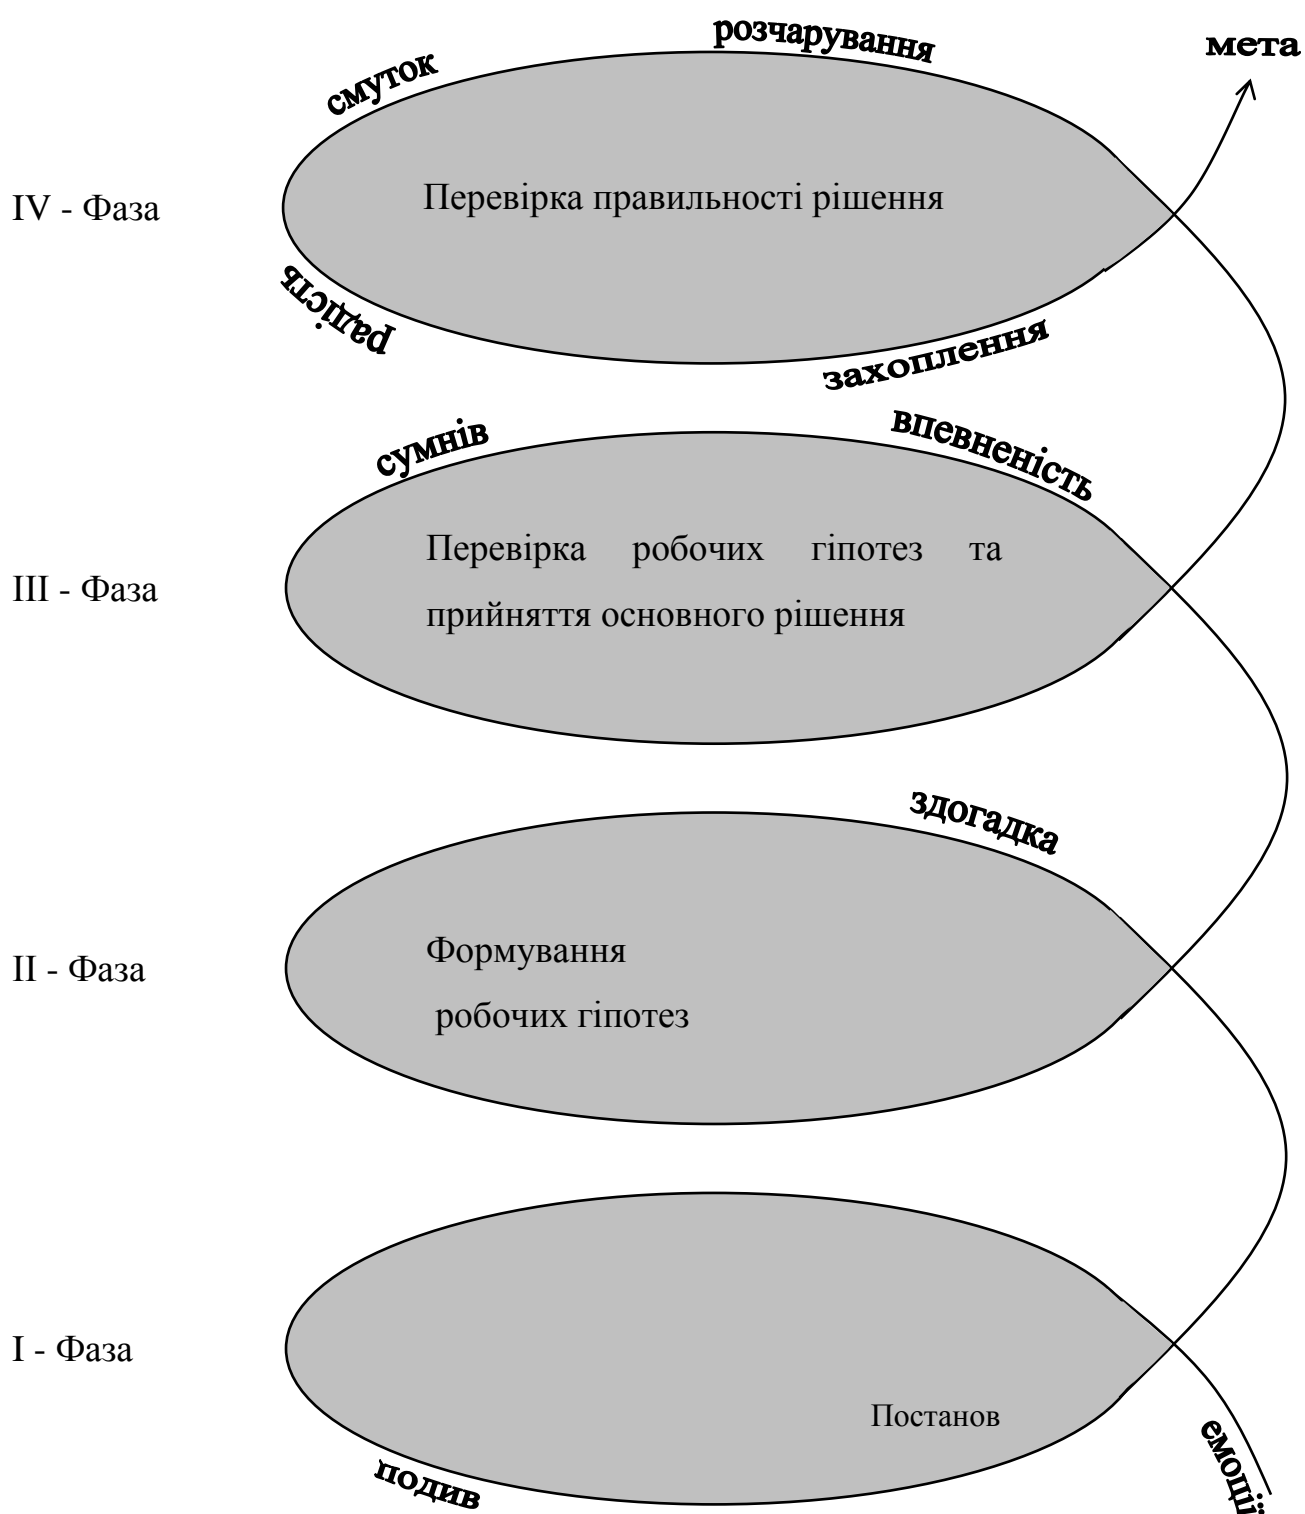 розчарування
мета
смуток
IV - Фаза
Перевірка правильності рішення
радість
захоплення
сумнів
впевненість
III - Фаза
Перевірка робочих гіпотез та
прийняття основного рішення
здогадка
II - Фаза
Формування
робочих гіпотез
I - Фаза
Постанов
подив
емоції